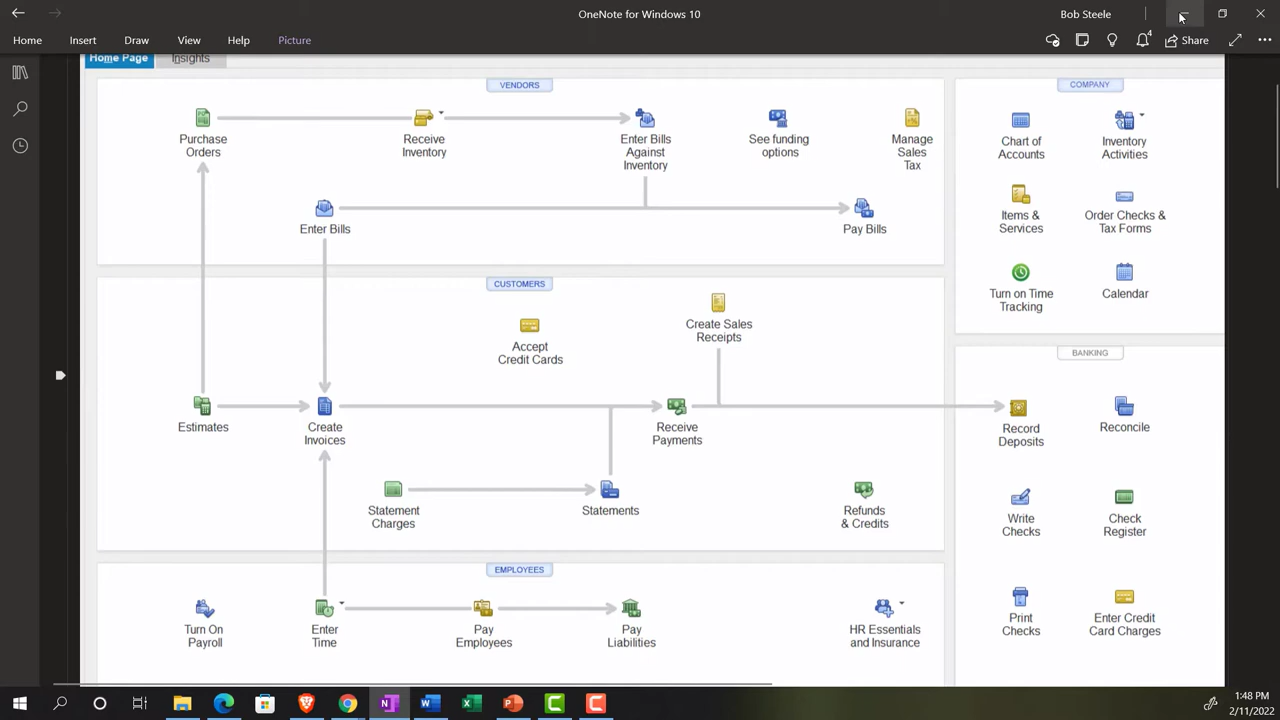 OneNote for Windows 10
Bob Steele
Home
Insert
Draw
View
Help
Picture
4
Share
Home Page
Insights
VENDORS
COMPANY
Purchase
Orders
Receive
Inventory
Enter Bills
Against
Inventory
See funding
options
Manage
Sales
Tax
Chart of
Accounts
Inventory
Activities
Enter Bills
Pay Bills
Items &
Services
Order Checks &
Tax Forms
Turn on Time
Tracking
Calendar
CUSTOMERS
Create Sales
Receipts
Accept
Credit Cards
BANKING
Estimates
Create
Invoices
Receive
Payments
Record
Deposits
Reconcile
Statement
Charges
Statements
Refunds
& Credits
Write
Checks
Check
Register
EMPLOYEES
Turn On
Payroll
Enter
Time
Pay
Employees
Pay
Liabilities
HR Essentials
and Insurance
Print
Checks
Enter Credit
Card Charges
1:48 PM
2/11/2022